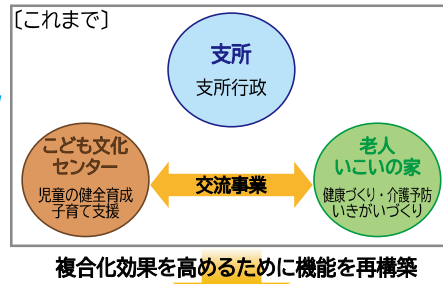 〔これまで〕
支所
支所行政
こども文化
センター
児童の健全育成
子育て支援
交流事業
老人
いこいの家
健康づくり・介護予防
いきがいづくり
複合化効果を高めるために機能を再構築